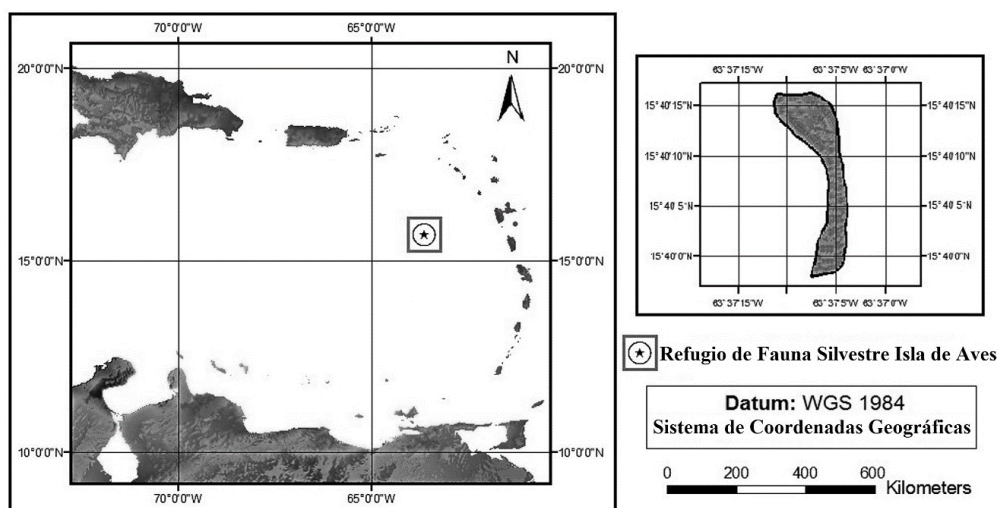 70°0'0"W 65°0'0"W
N
20°0'0"N 20°0'0"N
15°0'0"N 15°0'0"N
10°0'0"N 10°0'0"N
70°0'0"W 65°0'0"W
63°37'15"W 63°37'5"W 63°37'0"W
15°40'15"N 15°40'15"N
15°40'10"N 15°40'10"N
15°40'5"N 15°40'5"N
15°40'0"N 15°40'0"N
63°37'15"W 63°37'5"W 63°37'0"W
Refugio de Fauna Silvestre Isla de Aves
Datum: WGS 1984
Sistema de Coordenadas Geográficas
0 200 400 600
Kilometers